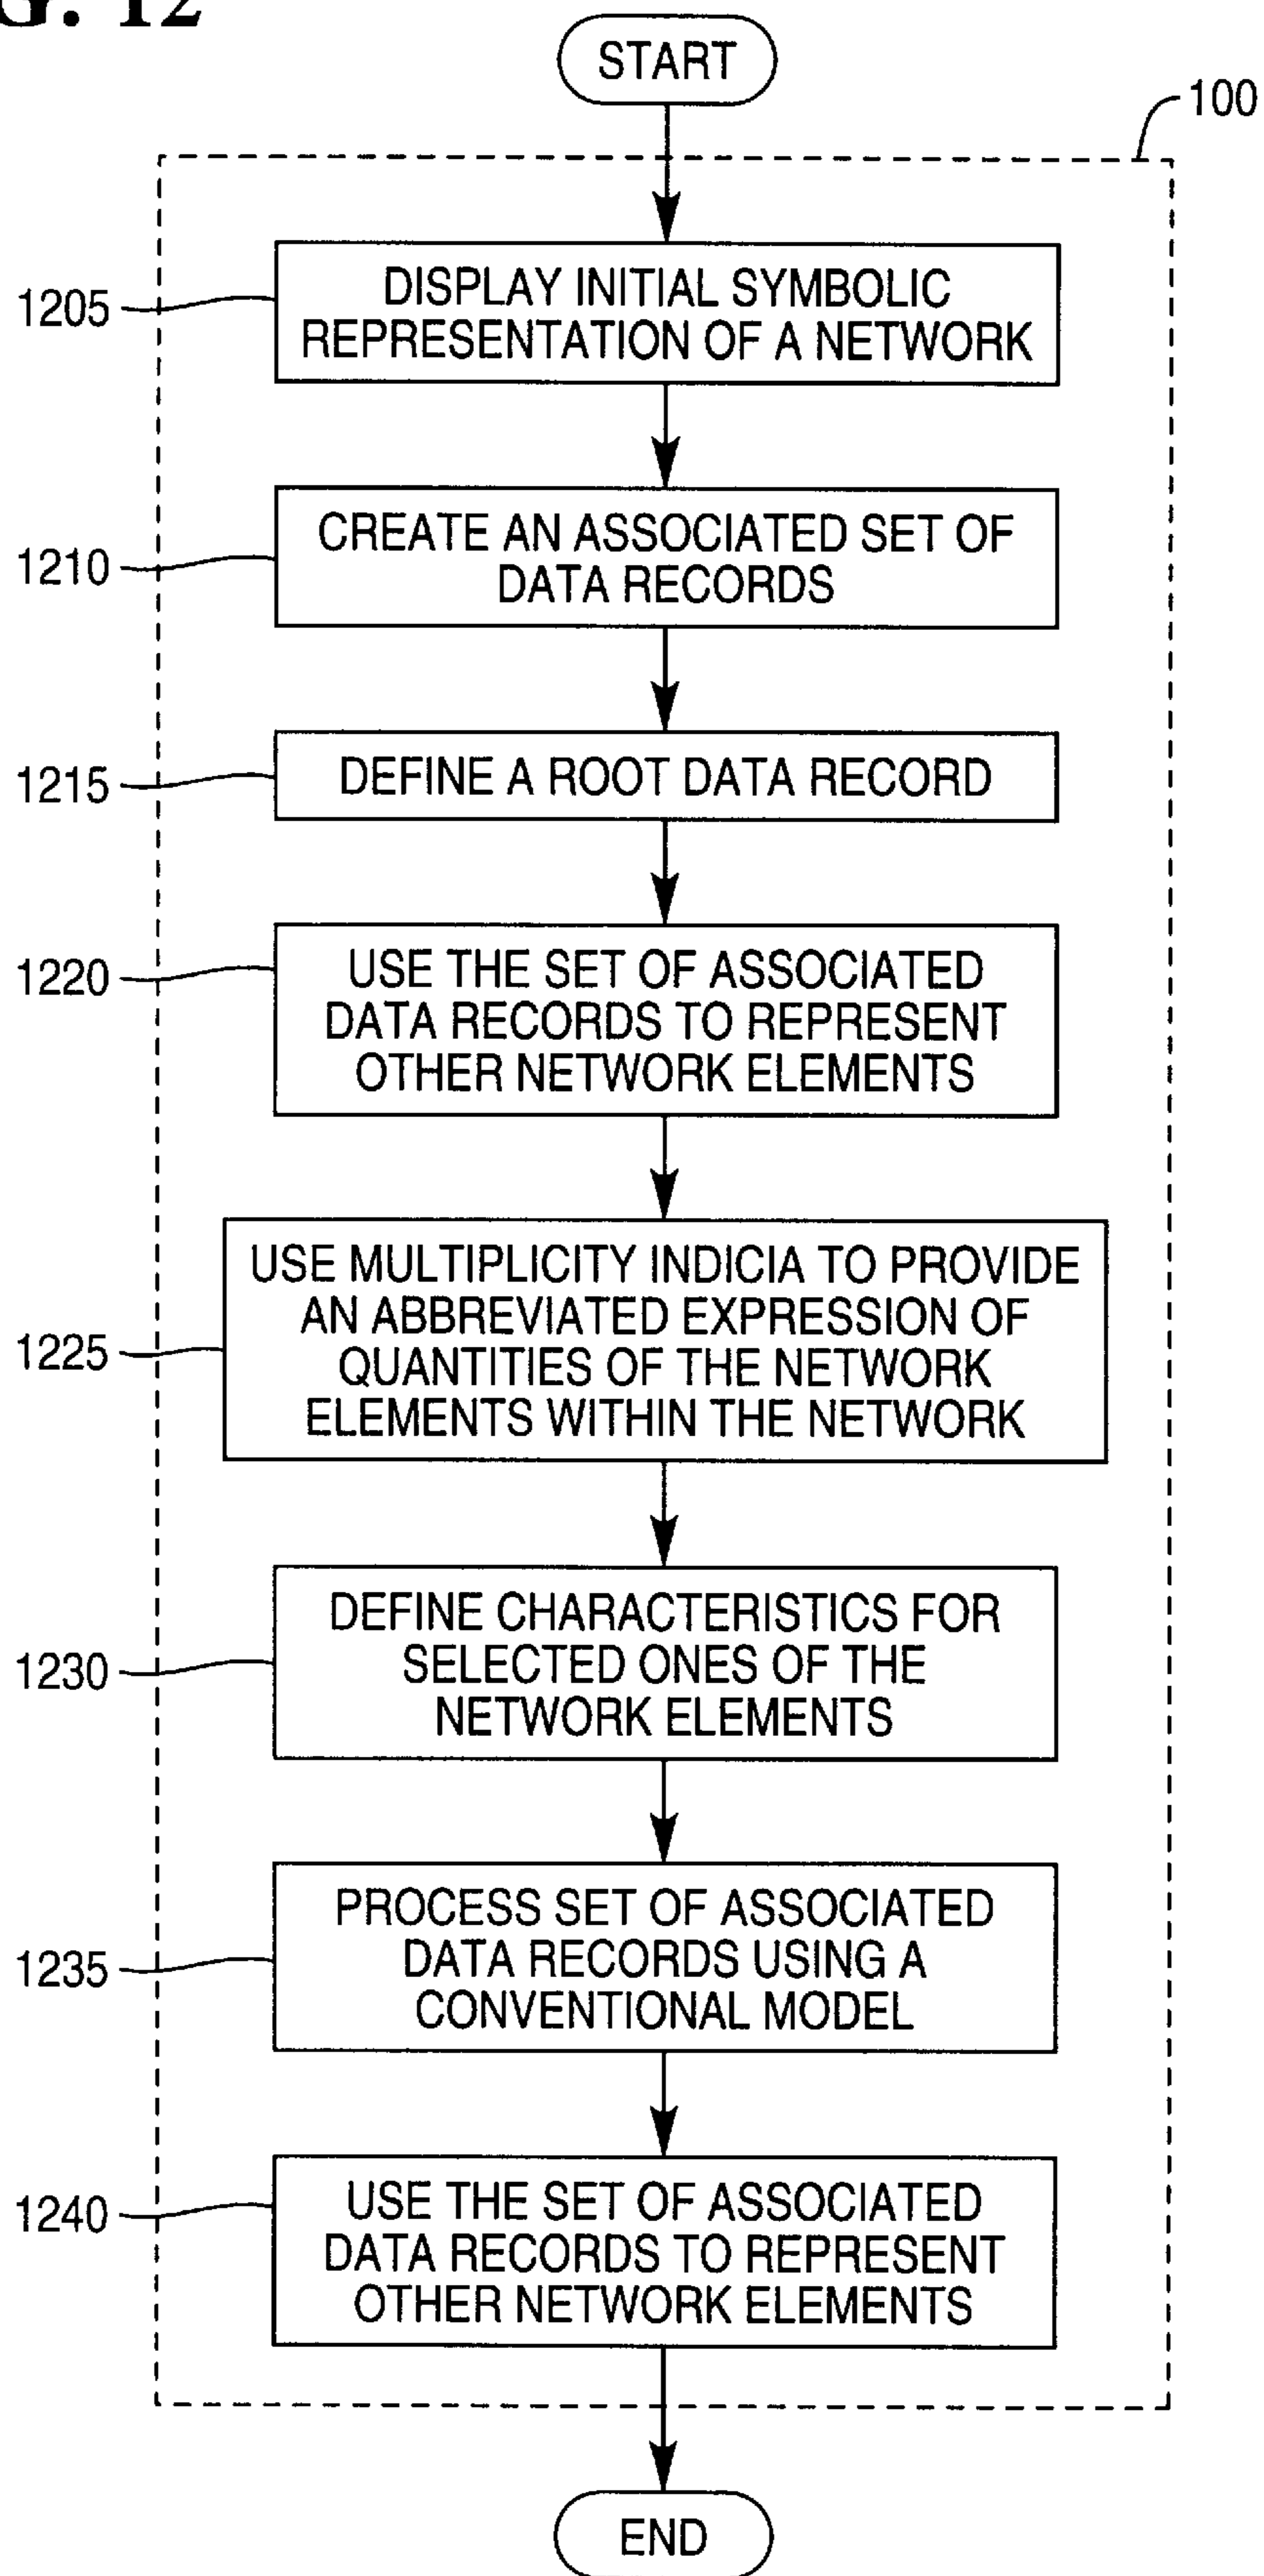 G. 12
START
100
1205
DISPLAY INITIAL SYMBOLIC
REPRESENTATION OF A NETWORK
1210
CREATE AN ASSOCIATED SET OF
DATA RECORDS
1215
DEFINE A ROOT DATA RECORD
1220
USE THE SET OF ASSOCIATED
DATA RECORDS TO REPRESENT
OTHER NETWORK ELEMENTS
1225
USE MULTIPLICITY INDICIA TO PROVIDE
AN ABBREVIATED EXPRESSION OF
QUANTITIES OF THE NETWORK
ELEMENTS WITHIN THE NETWORK
1230
DEFINE CHARACTERISTICS FOR
SELECTED ONES OF THE
NETWORK ELEMENTS
1235
PROCESS SET OF ASSOCIATED
DATA RECORDS USING A
CONVENTIONAL MODEL
1240
USE THE SET OF ASSOCIATED
DATA RECORDS TO REPRESENT
OTHER NETWORK ELEMENTS
END